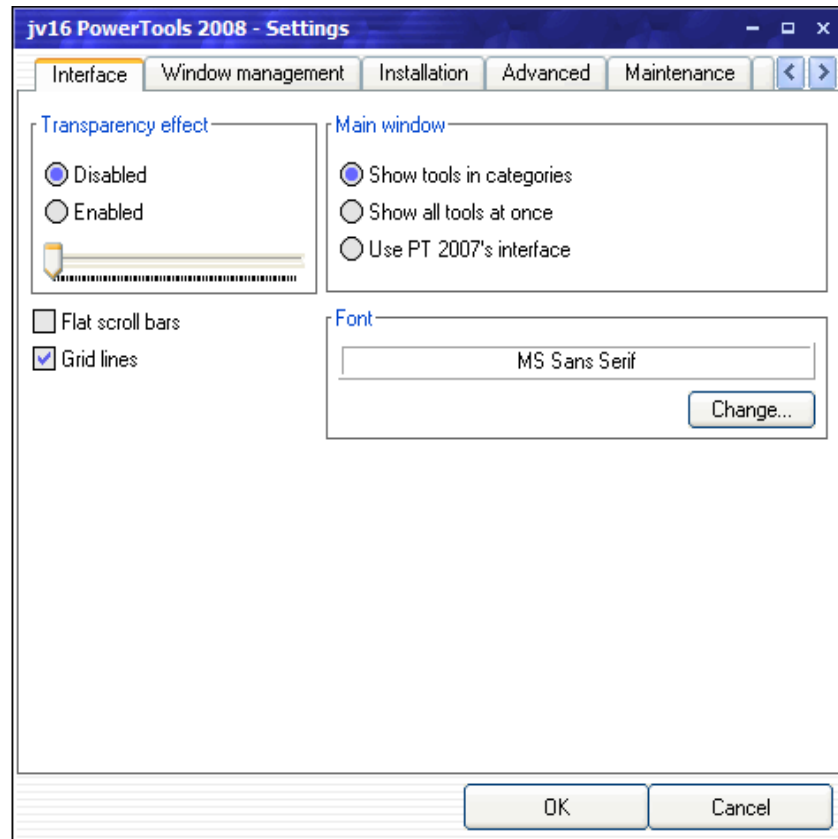 jv16 PowerTools 2008 - Settings
Interface
Window management
Installation
Advanced
Maintenance
Transparency effect
Disabled
Enabled
Main window
Show tools in categories
Show all tools at once
Use PT 2007's interface
Flat scroll bars
Grid lines
Font
MS Sans Serif
Change...
OK
Cancel